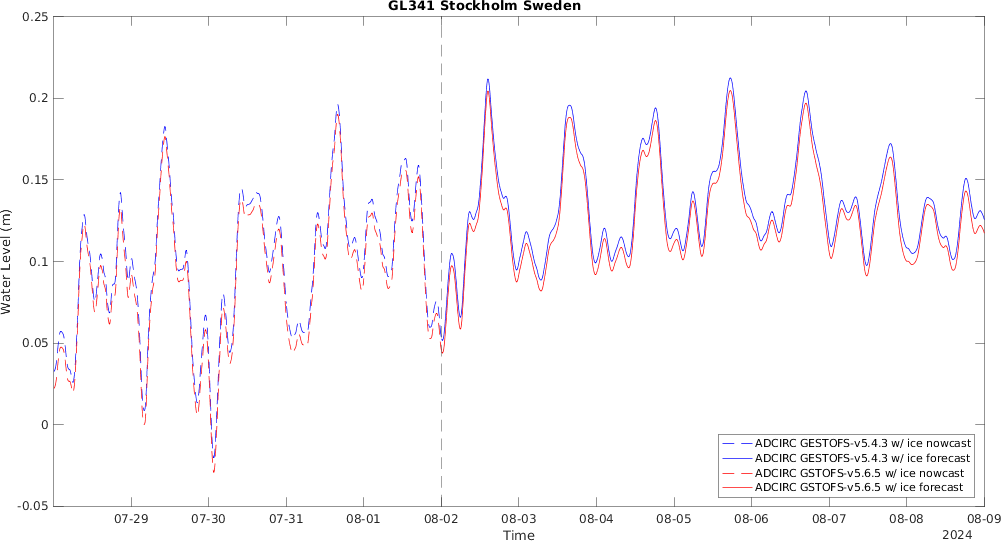 GL341 Stockholm Sweden
0.25
0.2
0.15
0.1
0.05
0
-0.05
Water Level (m)
ADCIRC GESTOFS-v5.4.3 w/ ice nowcast
ADCIRC GESTOFS-v5.4.3 w/ ice forecast
ADCIRC GSTOFS-v5.6.5 w/ ice nowcast
ADCIRC GSTOFS-v5.6.5 w/ ice forecast
07-29 07-30 07-31 08-01 08-02 08-03 08-04 08-05 08-06 08-07 08-08 08-09
Time
2024